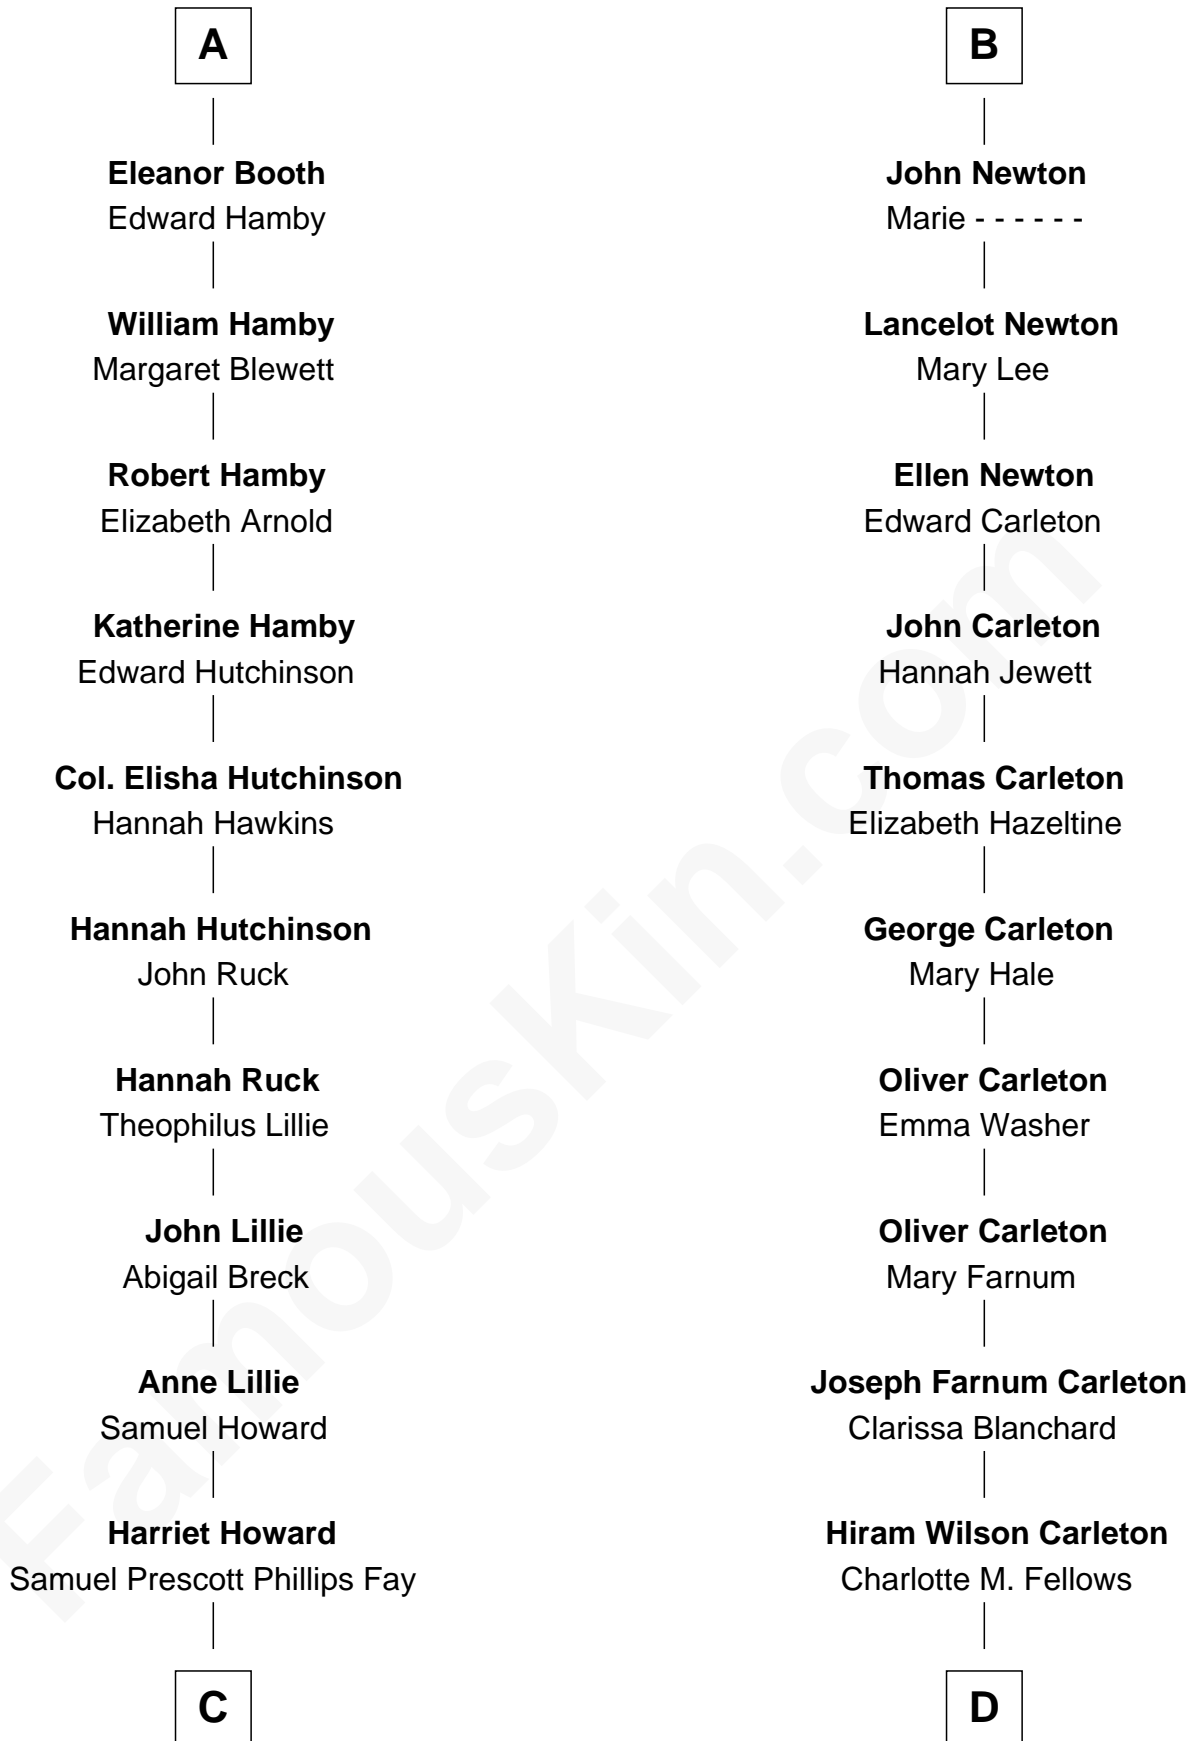 A
Eleanor Booth
Edward Hamby
William Hamby
Margaret Blewett
Robert Hamby
Elizabeth Arnold
Katherine Hamby
Edward Hutchinson
Col. Elisha Hutchinson
Hannah Hawkins
Hannah Hutchinson
John Ruck
Hannah Ruck
Theophilus Lillie
John Lillie
Abigail Breck
Anne Lillie
Samuel Howard
Harriet Howard
Samuel Prescott Phillips Fay
C
B
John Newton
Marie - - - - - -
Lancelot Newton
Mary Lee
Ellen Newton
Edward Carleton
John Carleton
Hannah Jewett
Thomas Carleton
Elizabeth Hazeltine
George Carleton
Mary Hale
Oliver Carleton
Emma Washer
Oliver Carleton
Mary Farnum
Joseph Farnum Carleton
Clarissa Blanchard
Hiram Wilson Carleton
Charlotte M. Fellows
D
FamousKin.com